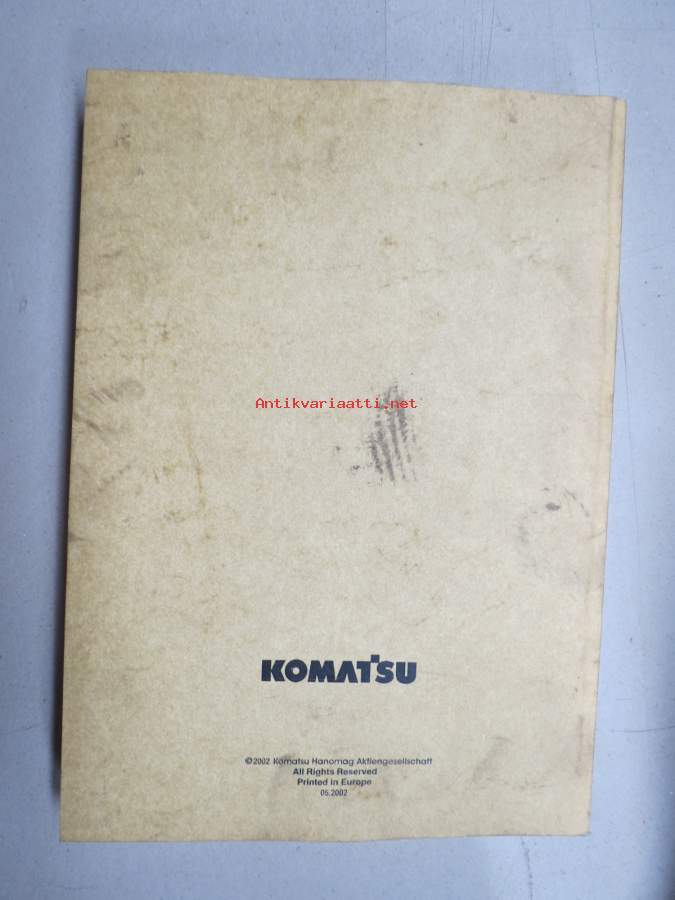 Antikvariaatti.net
KOMATSU
©2002 Komatsu Hanomag Aktiengesellschaft
All Rights Reserved
Printed in Europe
05.2002